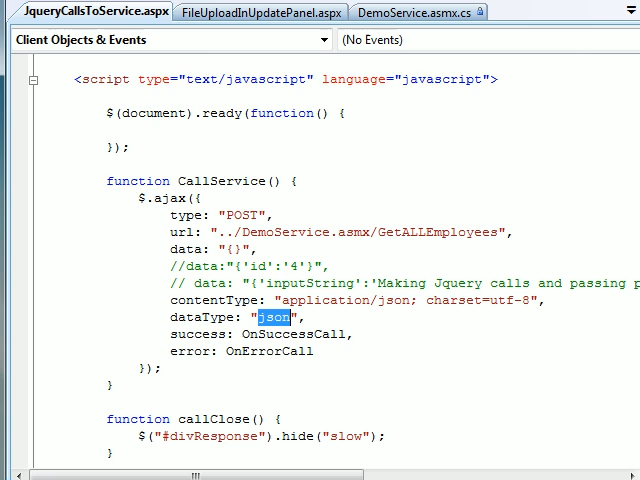 JqueryCallsToService.aspx FileUploadInUpdatePanel.aspx DemoService.asmx.cs
Client Objects & Events (No Events)
<script type="text/javascript" language="javascript">
$(document).ready(function() {
});
function CallService() {
$.ajax({
type: "POST",
url: "../DemoService.asmx/GetALLEmployees",
data: "{}",
//data:"{'id':'4'}",
// data: "{'inputString':'Making Jquery calls and passing p
contentType: "application/json; charset=utf-8",
dataType: "json",
success: OnSuccessCall,
error: OnErrorCall
});
}
function callClose() {
$("#divResponse").hide("slow");
}